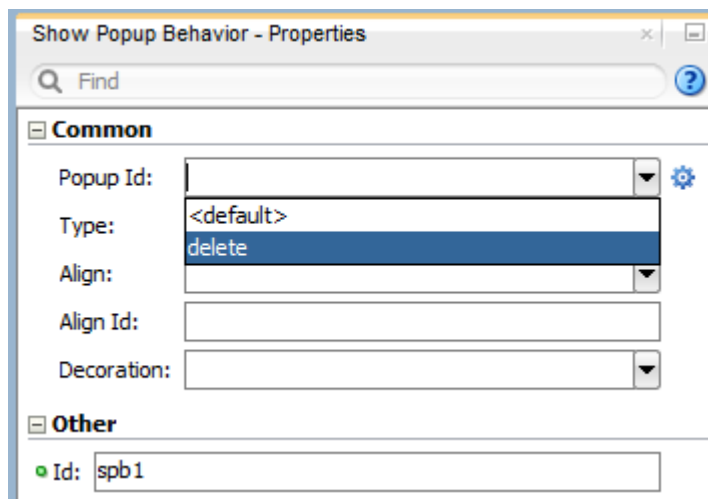 Show Popup Behavior - Properties
Find
Common
Popup Id:
<default>
Type:
delete
Align:
Align Id:
Decoration:
Other
Id: spb1